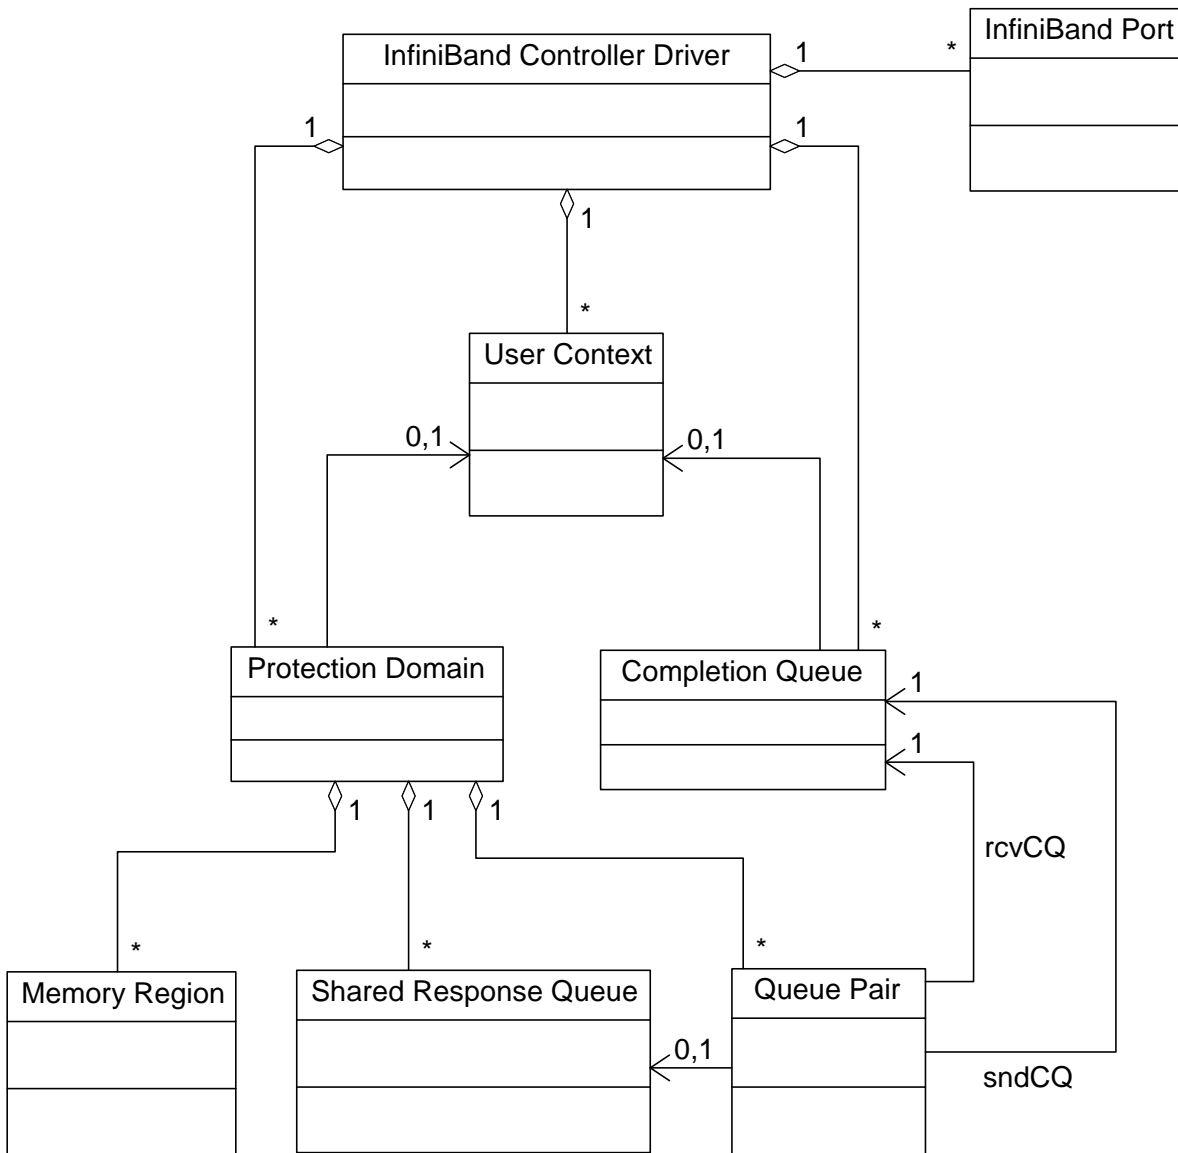 InfiniBand Port
InfiniBand Controller Driver
1
*
1
1
1
*
User Context
0,1
0,1
*
*
Protection Domain
Completion Queue
1
1
1
1
1
rcvCQ
*
*
*
Memory Region
Shared Response Queue
Queue Pair
0,1
sndCQ